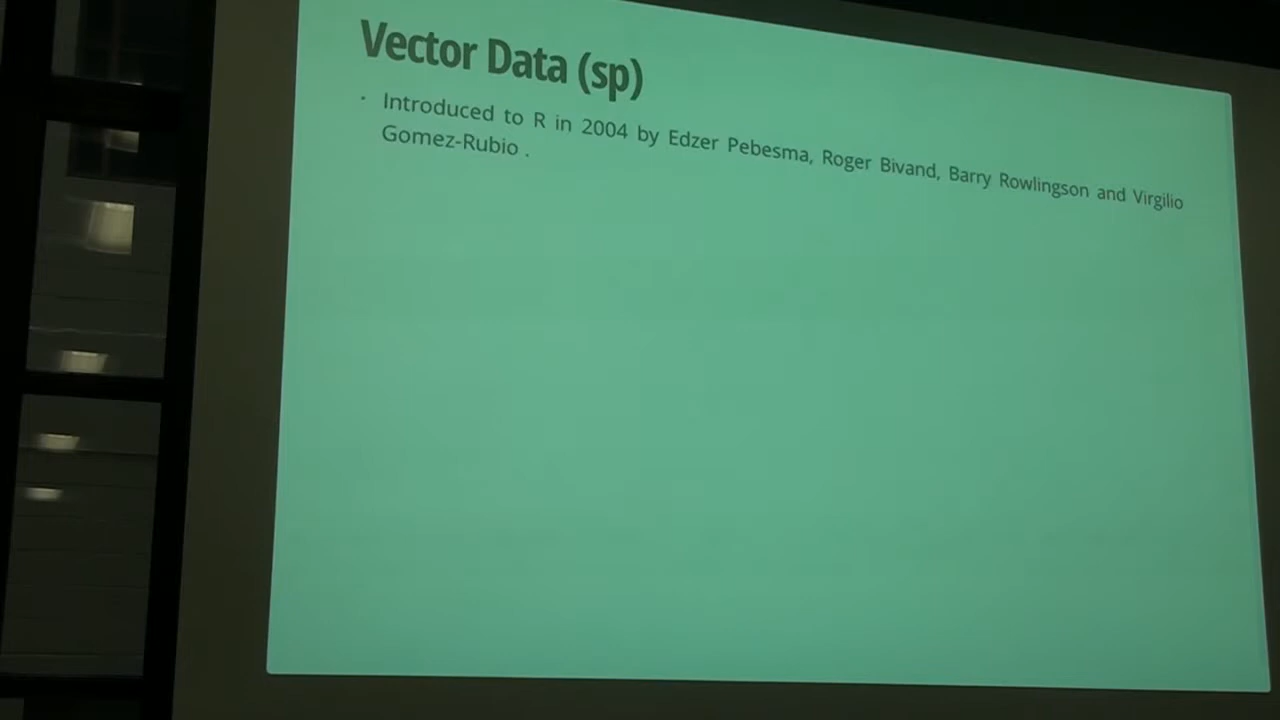 Vector Data (sp)
· Introduced to R in 2004 by Edzer Pebesma, Roger Bivand, Barry Rowlingson and Virgilio
Gomez-Rubio .